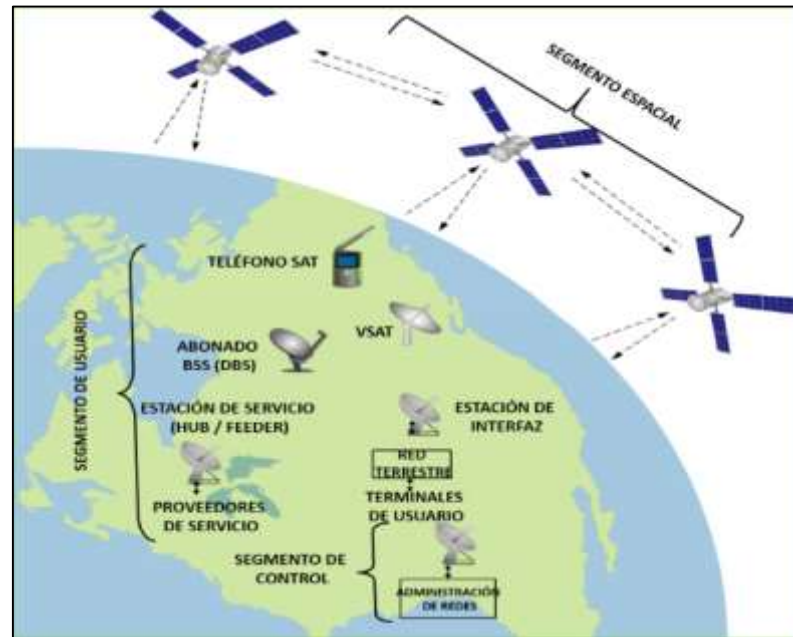 SEGMENTO ESPACIAL
TELÉFONO SAT
VSAT
ABONADO
BSS (DBS)
SEGMENTO DE USUARIO
ESTACIÓN DE SERVICIO
(HUB / FEEDER)
ESTACIÓN DE
INTERFAZ
RED
TERRESTRE
PROVEEDORES
DE SERVICIO
TERMINALES
DE USUARIO
SEGMENTO DE
CONTROL
ADMINISTRACIÓN
DE REDES